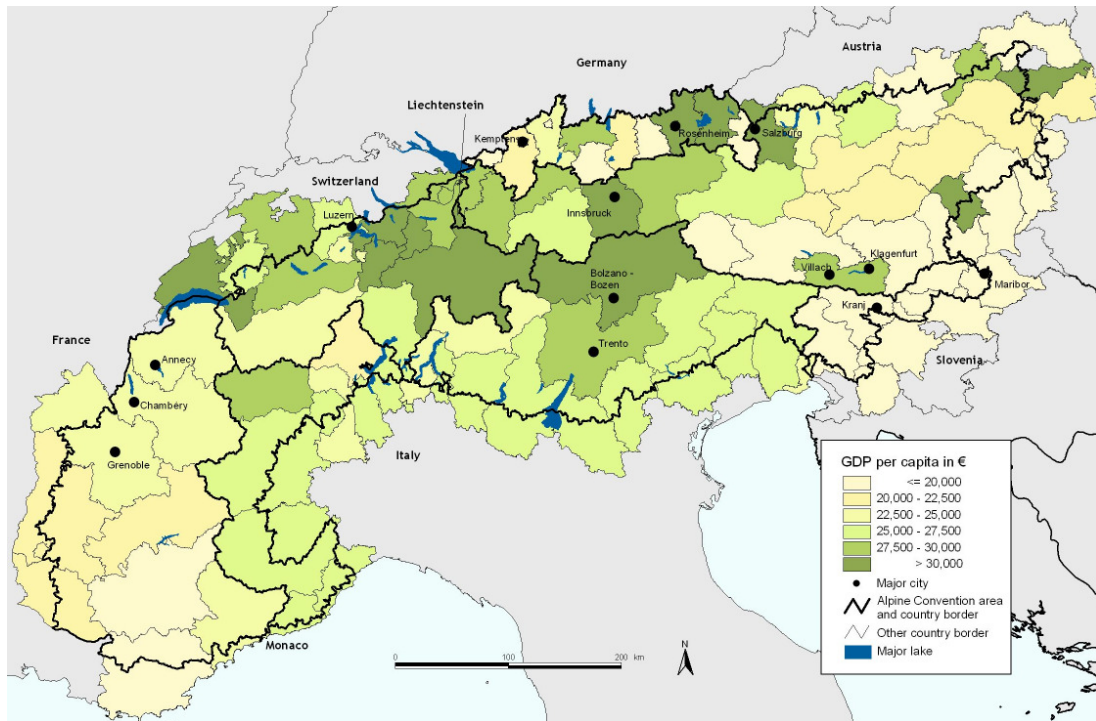 Austria
Germany
Liechtenstein
Kempten
Rosenheim
Salzburg
Switzerland
Luzern
Innsbruck
Klagenfurt
Villach
Bolzano -
Bozen
Maribor
Kranj
France
Annecy
Trento
Slovenia
Chambéry
Grenoble
Italy
Monaco
GDP per capita in €
<= 20,000
20,000 - 22,500
22,500 - 25,000
25,000 - 27,500
27,500 - 30,000
> 30,000
Major city
Alpine Convention area
and country border
Other country border
Major lake
0 100 200 km
N